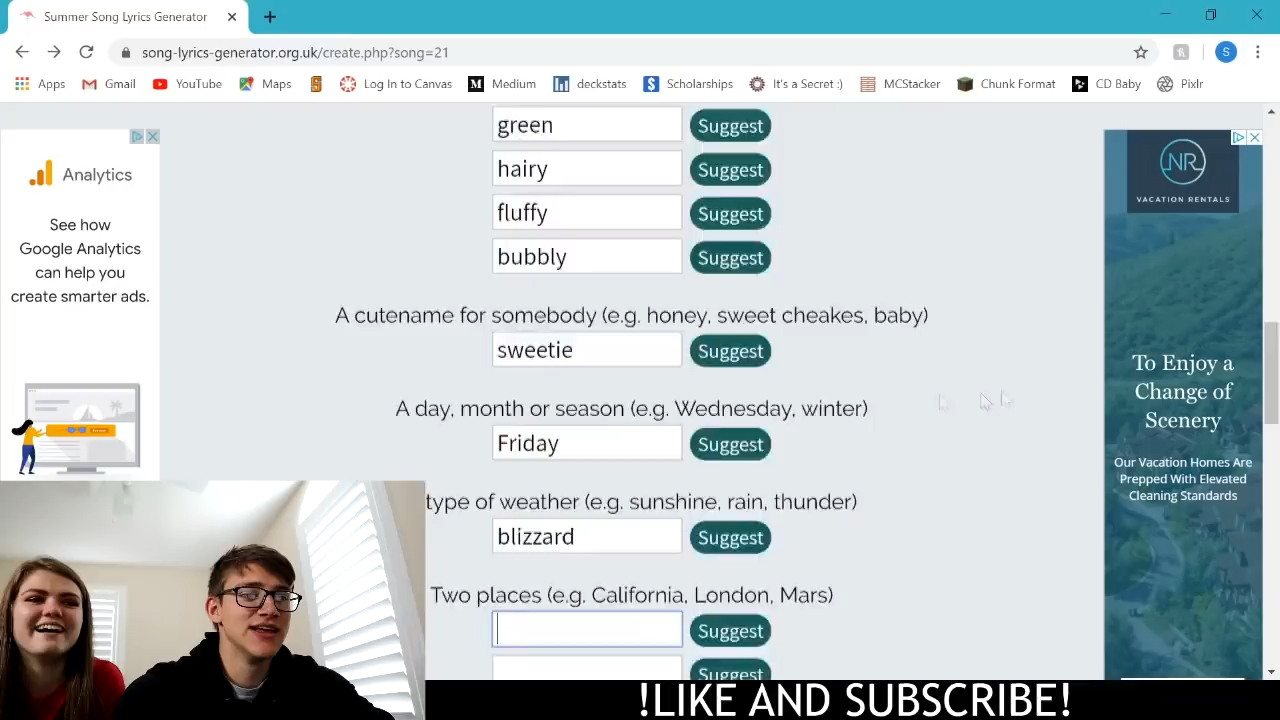 Summer Song Lyrics Generator
song-lyrics-generator.org.uk/create.php?song=21
S
Apps
Gmail
YouTube
Maps
Log In to Canvas
Medium
deckstats
Scholarships
It's a Secret :)
MCStacker
Chunk Format
CD Baby
Pixlr
green
Suggest
hairy
Suggest
fluffy
Suggest
bubbly
Suggest
A cutename for somebody (e.g. honey, sweet cheakes, baby)
sweetie
Suggest
A day, month or season (e.g. Wednesday, winter)
Friday
Suggest
type of weather (e.g. sunshine, rain, thunder)
blizzard
Suggest
Two places (e.g. California, London, Mars)
Suggest
Suggest
Analytics
See how
Google Analytics
can help you
create smarter ads.
NR
VACATION RENTALS
To Enjoy a
Change of
Scenery
Our Vacation Homes Are
Prepped With Elevated
Cleaning Standards
!LIKE AND SUBSCRIBE!